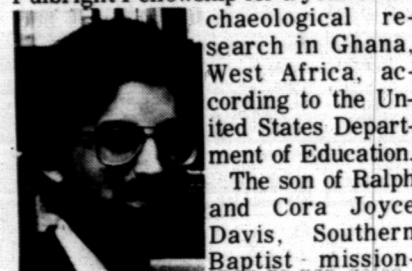 chaeological re-
search in Ghana,
West Africa, ac-
cording to the Un-
ited States Depart-
ment of Education.
The son of Ralph
and Cora Joyce
Davis, Southern
Baptist mission-